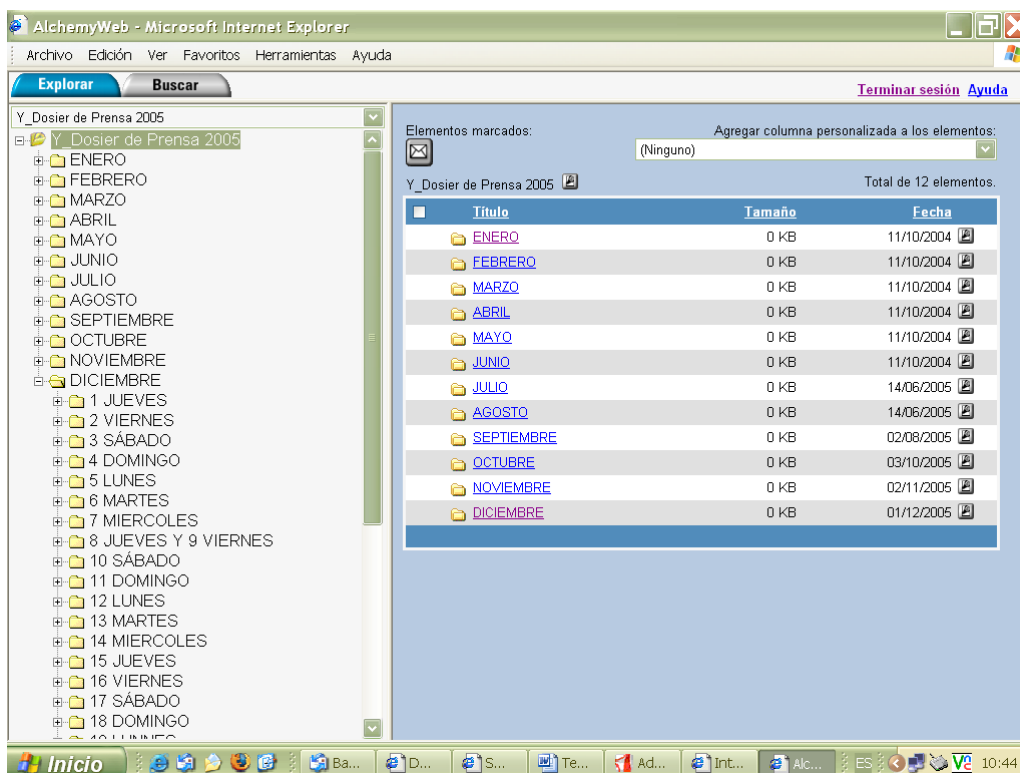 AlchemyWeb - Microsoft Internet Explorer
Archivo Edición Ver Favoritos Herramientas Ayuda
Explorar Buscar
Terminar sesión Ayuda
Y_Dosier de Prensa 2005
Y_Dosier de Prensa 2005
ENERO
FEBRERO
MARZO
ABRIL
MAYO
JUNIO
JULIO
AGOSTO
SEPTIEMBRE
OCTUBRE
NOVIEMBRE
DICIEMBRE
1 JUEVES
2 VIERNES
3 SÁBADO
4 DOMINGO
5 LUNES
6 MARTES
7 MIERCOLES
8 JUEVES Y 9 VIERNES
10 SÁBADO
11 DOMINGO
12 LUNES
13 MARTES
14 MIERCOLES
15 JUEVES
16 VIERNES
17 SÁBADO
18 DOMINGO
Elementos marcados:
Agregar columna personalizada a los elementos:
(Ninguno)
Y_Dosier de Prensa 2005
Total de 12 elementos.
Título Tamaño Fecha
ENERO 0 KB 11/10/2004
FEBRERO 0 KB 11/10/2004
MARZO 0 KB 11/10/2004
ABRIL 0 KB 11/10/2004
MAYO 0 KB 11/10/2004
JUNIO 0 KB 11/10/2004
JULIO 0 KB 14/06/2005
AGOSTO 0 KB 14/06/2005
SEPTIEMBRE 0 KB 02/08/2005
OCTUBRE 0 KB 03/10/2005
NOVIEMBRE 0 KB 02/11/2005
DICIEMBRE 0 KB 01/12/2005
Inicio Ba... D... S... Te... Ad... Int... Alc... ES 10:44